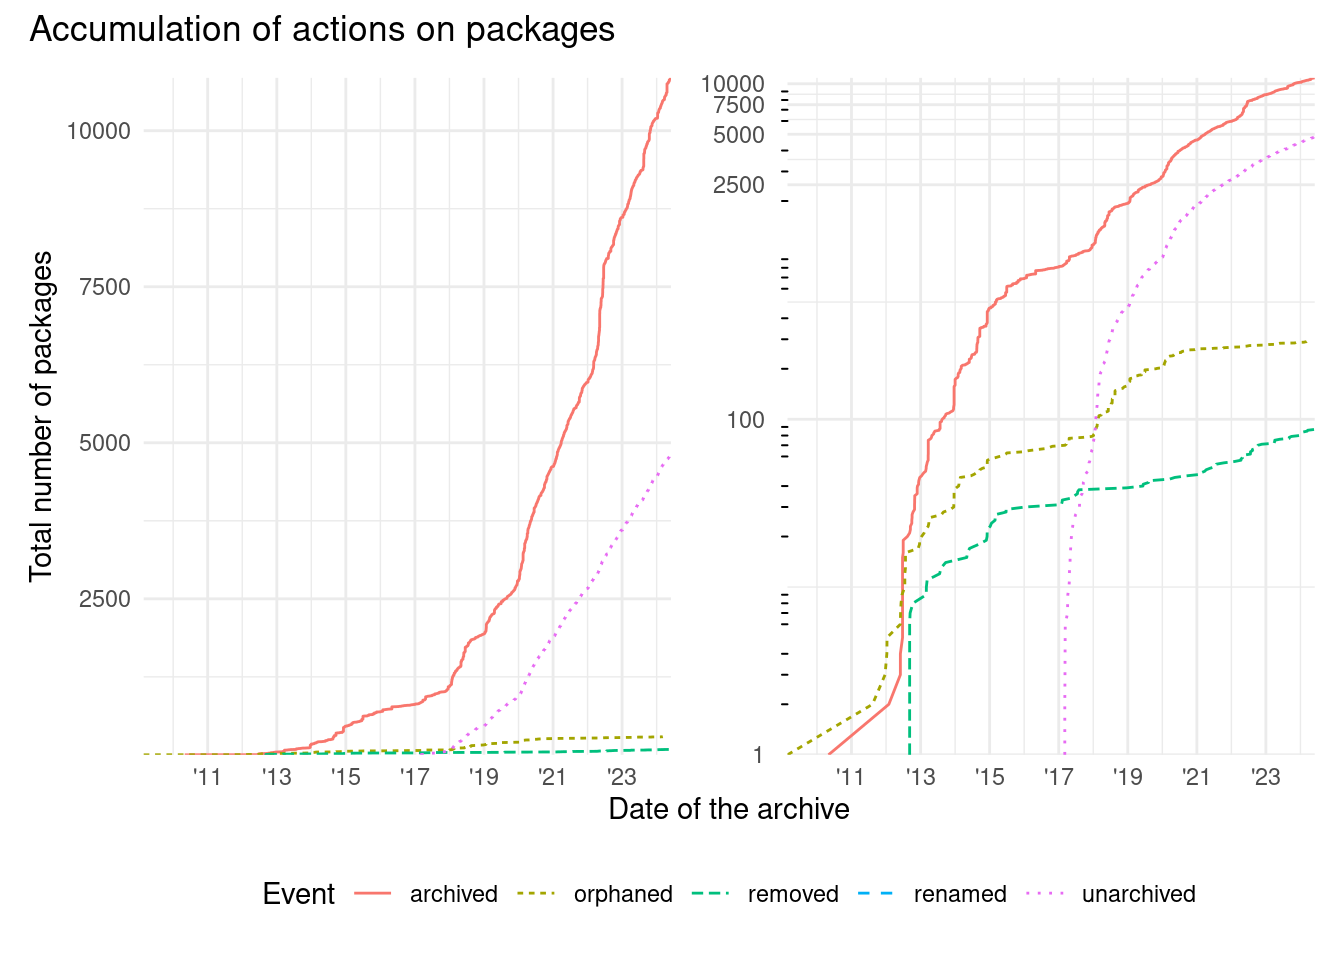 Accumulation of actions on packages
Total number of packages
10000
7500
5000
2500
'11 '13 '15 '17 '19 '21 '23
10000
7500
5000
2500
100
1
'11 '13 '15 '17 '19 '21 '23
Date of the archive
Event archived orphaned removed renamed unarchived